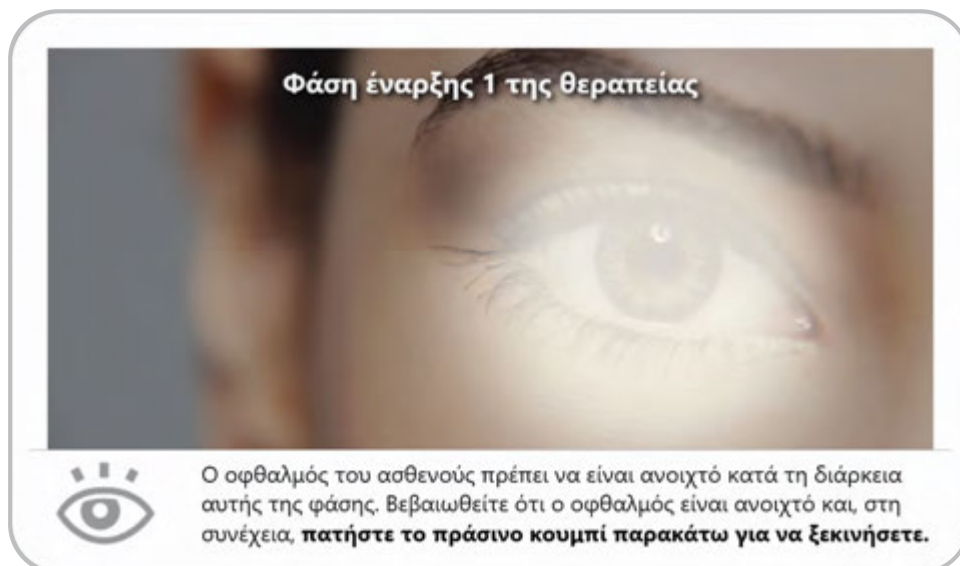 Φάση έναρξης 1 της θεραπείας
Ο οφθαλμός του ασθενούς πρέπει να είναι ανοιχτό κατά τη διάρκεια
αυτής της φάσης. Βεβαιωθείτε ότι ο οφθαλμός είναι ανοιχτό και, στη
συνέχεια, πατήστε το πράσινο κουμπί παρακάτω για να ξεκινήσετε.